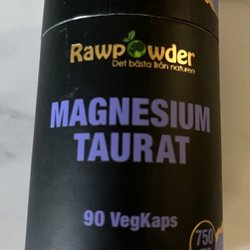 Rawpowder
Det bästa från naturen
MAGNESIUM
TAURAT
90 VegKaps
750